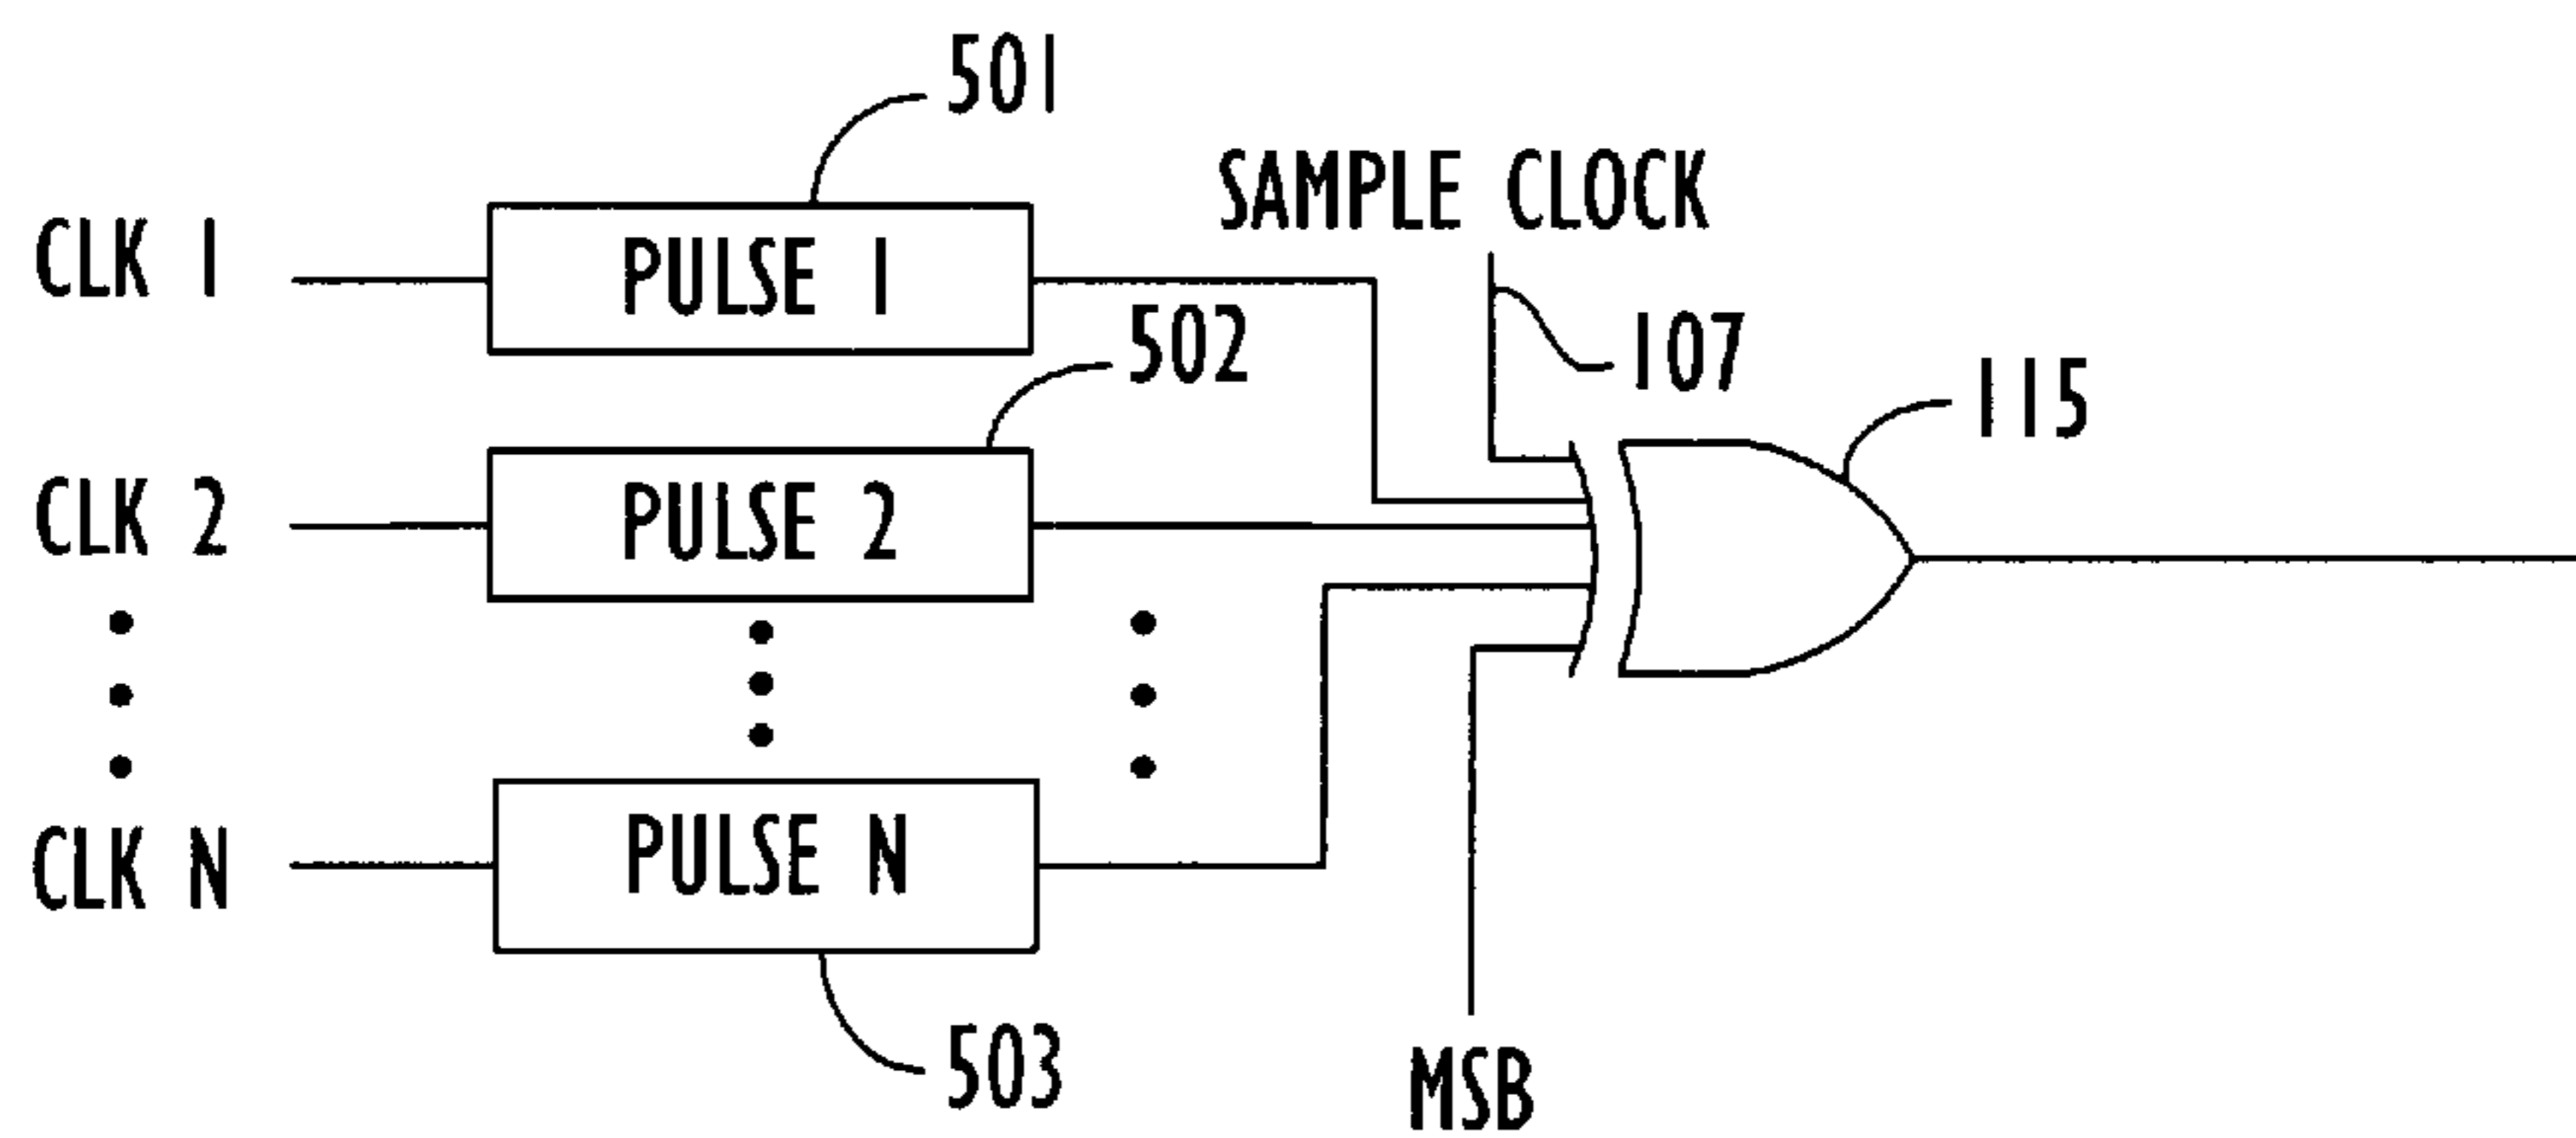 501
SAMPLE CLOCK
CLK 1
PULSE 1
502
107
115
CLK 2
PULSE 2
CLK N
PULSE N
503
MSB